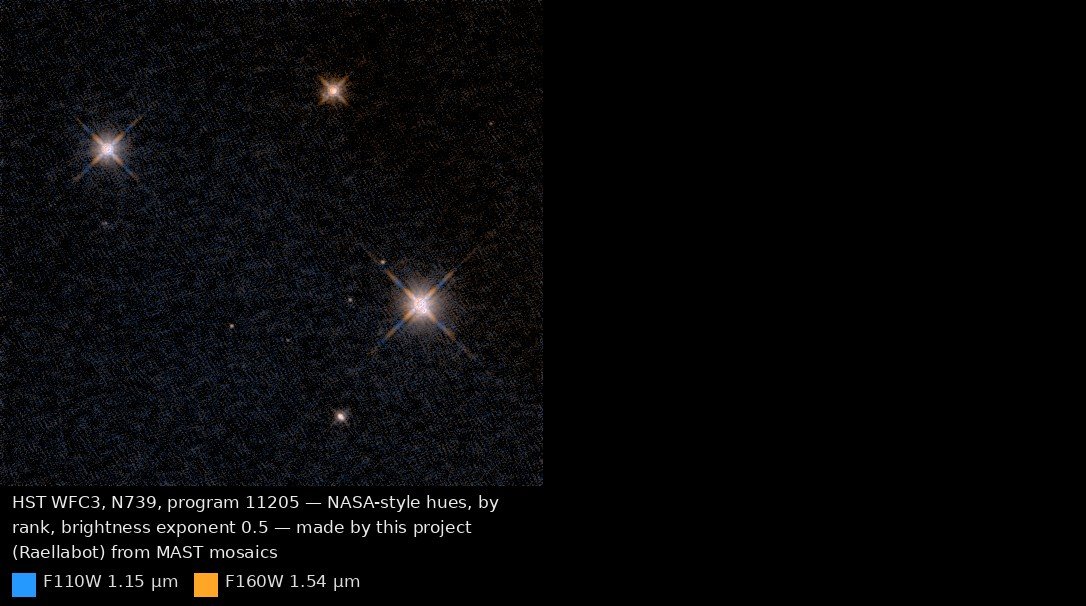 HST WFC3, N739, program 11205 — NASA-style hues, by
rank, brightness exponent 0.5 — made by this project
(Raellabot) from MAST mosaics
F110W 1.15 µm F160W 1.54 µm